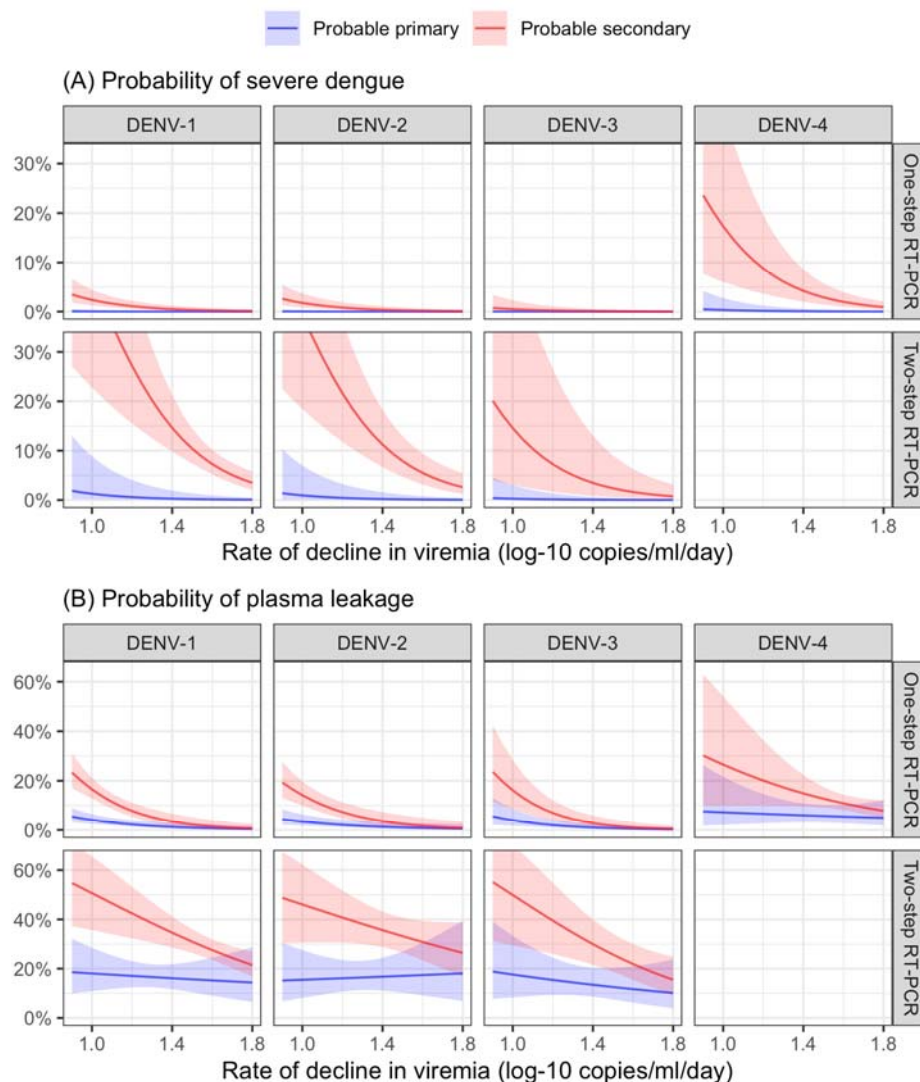 Probable primary Probable secondary
(A) Probability of severe dengue
DENV-1 DENV-2 DENV-3 DENV-4
30%
20%
10%
0%
One-step RT-PCR
30%
20%
10%
0%
Two-step RT-PCR
1.0 1.4 1.8 1.0 1.4 1.8 1.0 1.4 1.8 1.0 1.4 1.8
Rate of decline in viremia (log-10 copies/ml/day)
(B) Probability of plasma leakage
DENV-1 DENV-2 DENV-3 DENV-4
60%
40%
20%
0%
One-step RT-PCR
60%
40%
20%
0%
Two-step RT-PCR
1.0 1.4 1.8 1.0 1.4 1.8 1.0 1.4 1.8 1.0 1.4 1.8
Rate of decline in viremia (log-10 copies/ml/day)